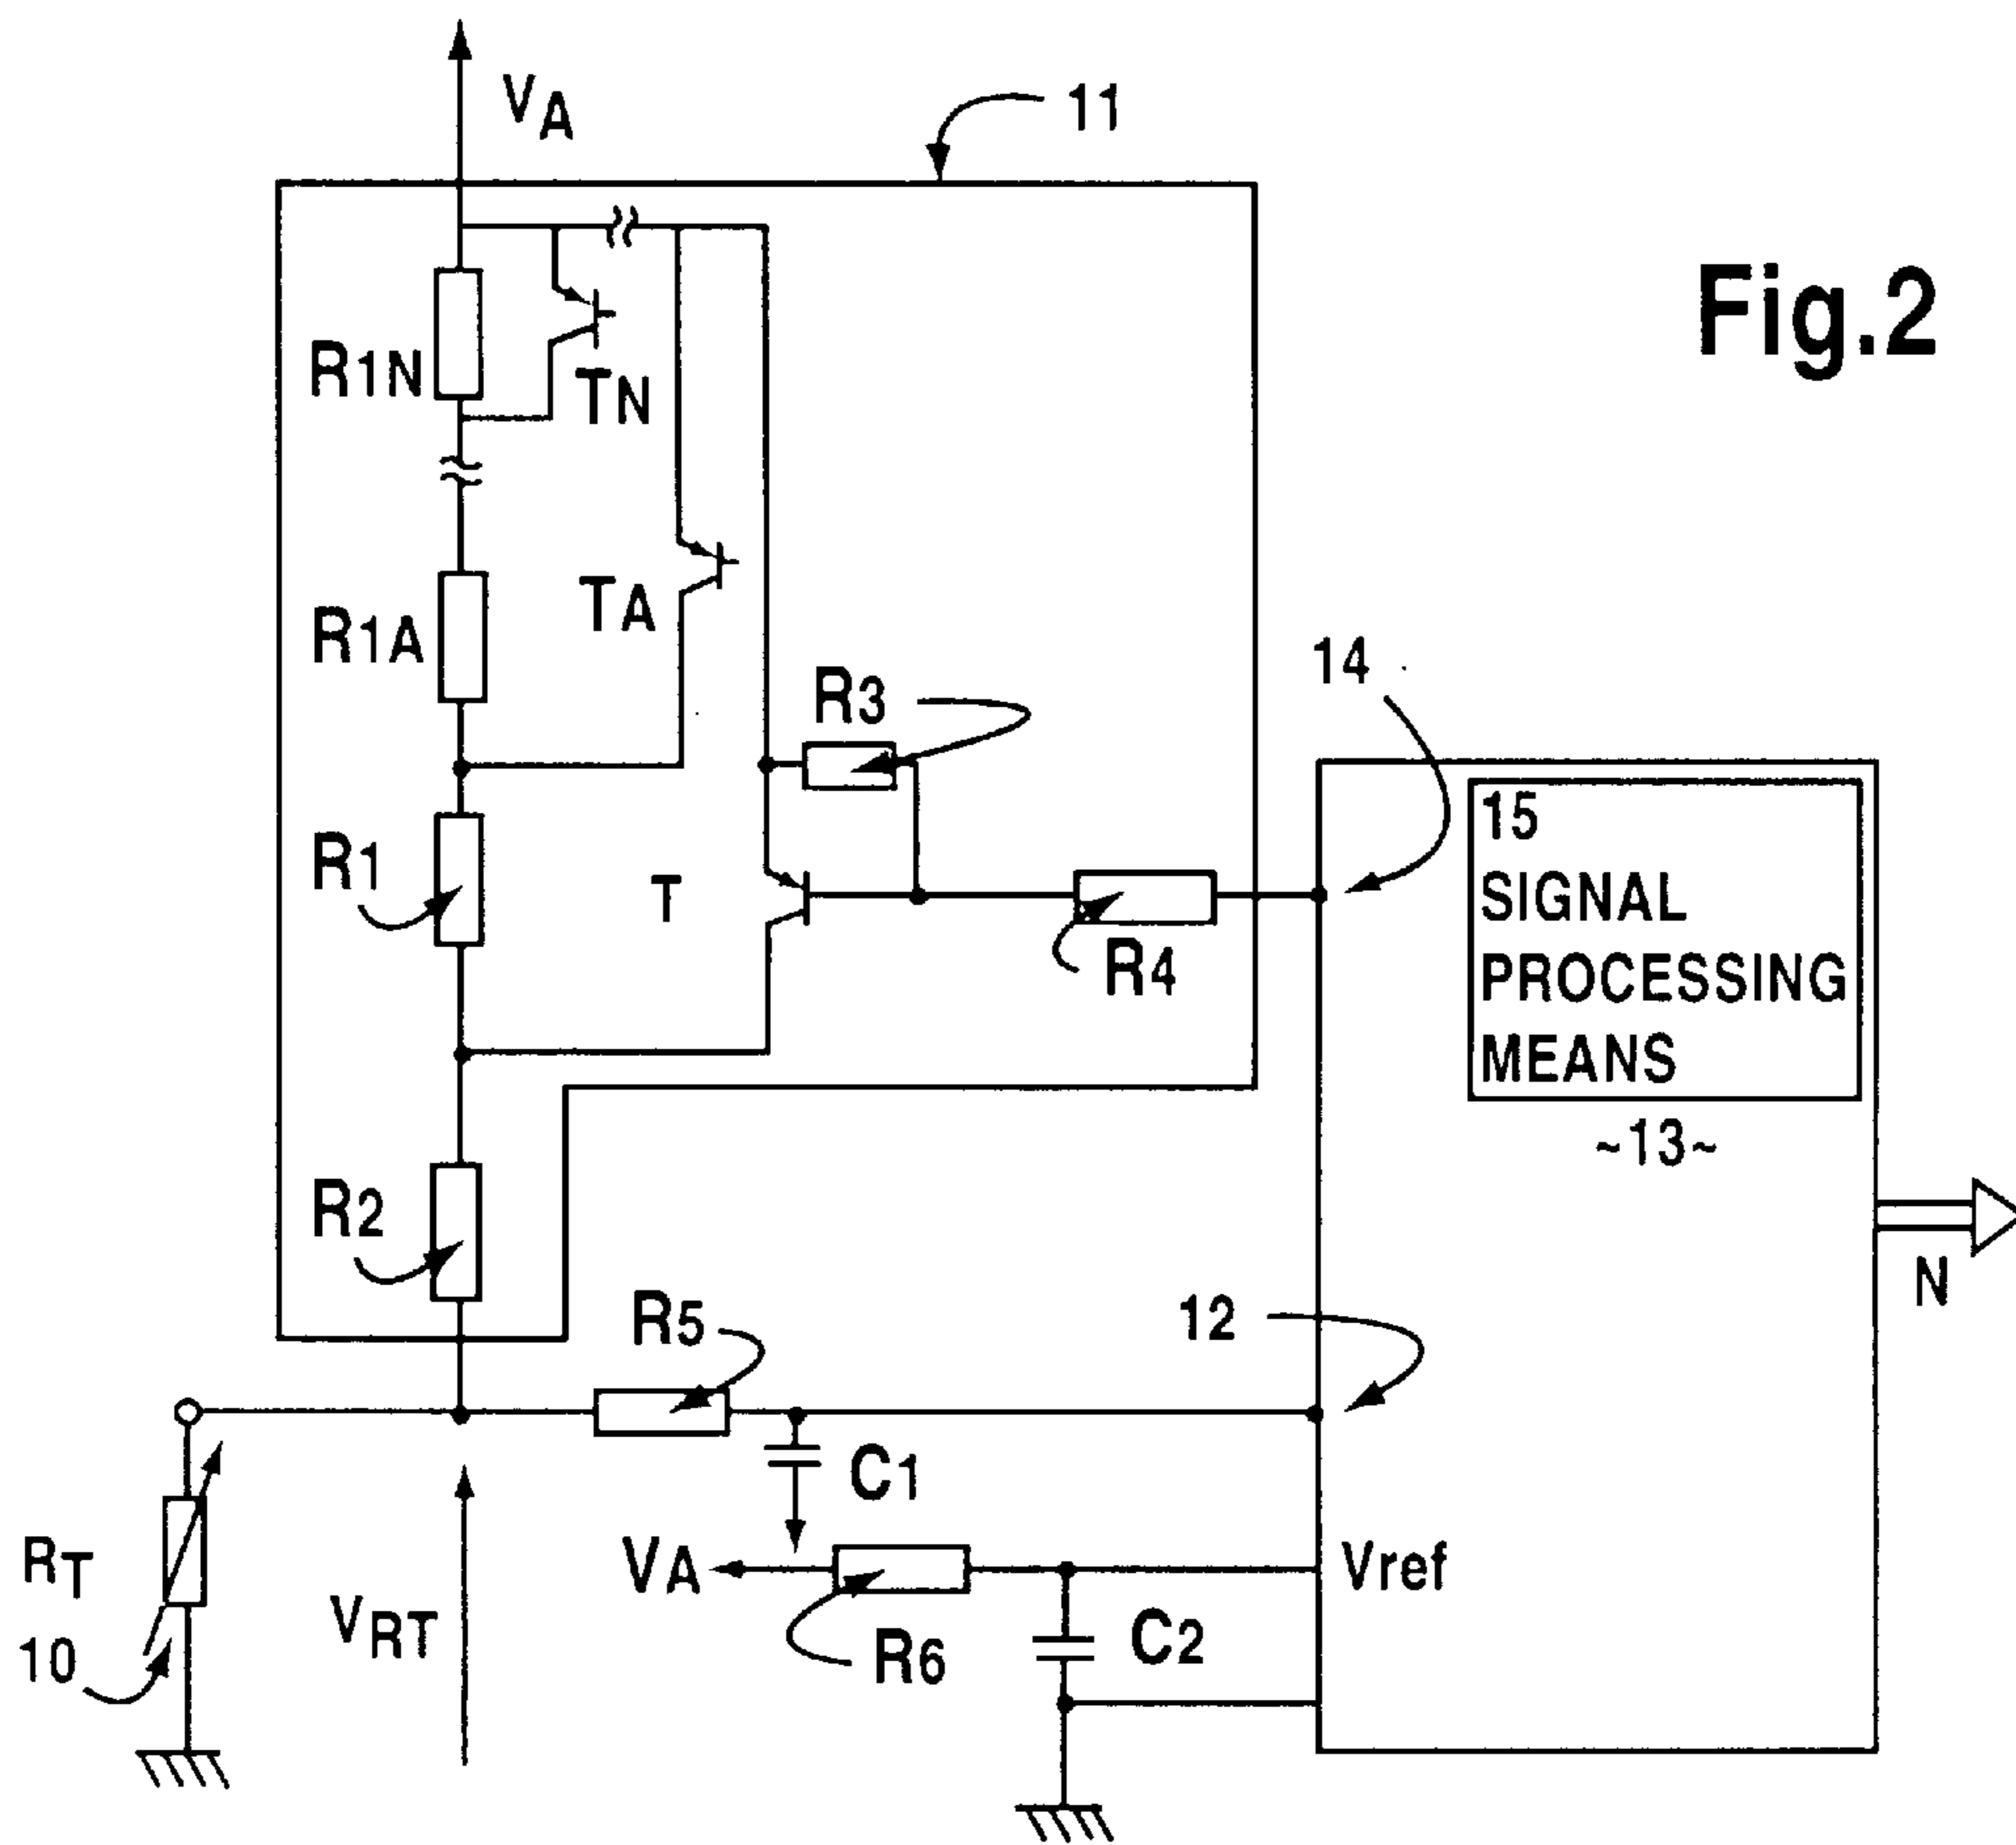 VA
11
Fig.2
R1N
TN
R1A
TA
14
R3
15
SIGNAL
PROCESSING
MEANS
R1
T
R4
~13~
R2
N
R5
12
C1
RT
VA
Vref
VRT
10
R6
C2